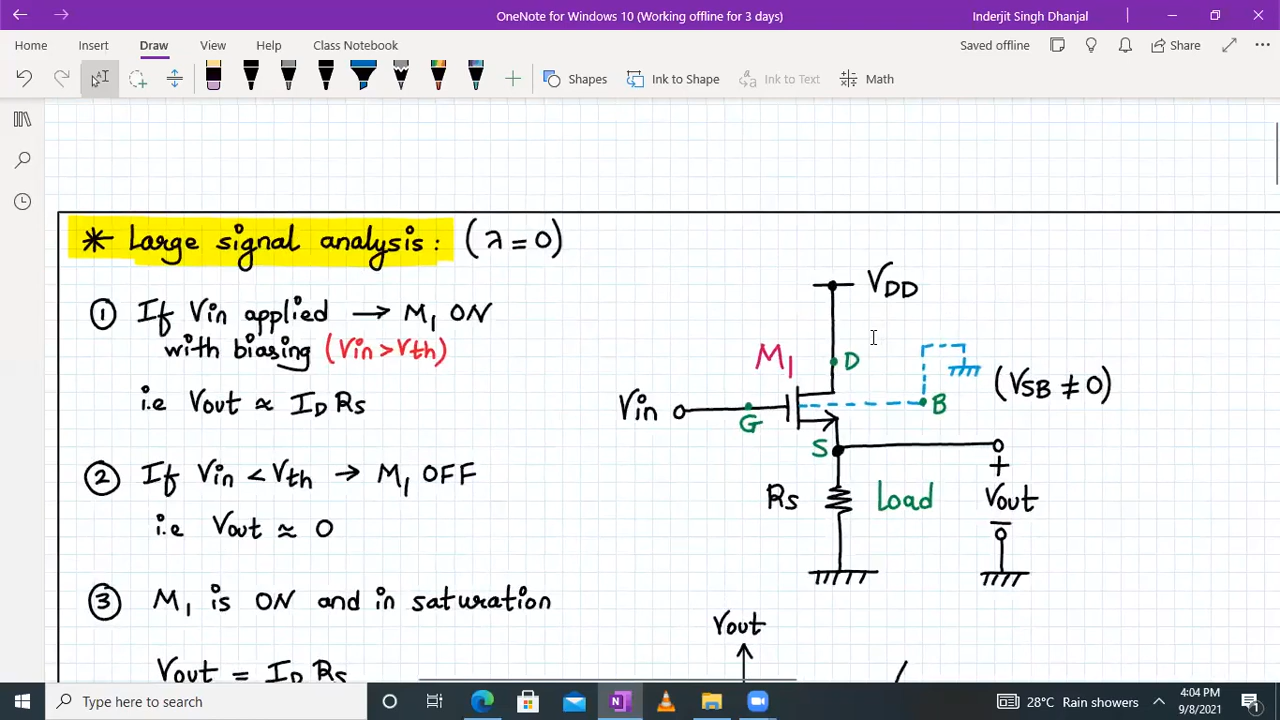 OneNote for Windows 10 (Working offline for 3 days)
Inderjit Singh Dhanjal
Home Insert Draw View Help Class Notebook
Saved offline
Share
Shapes
Ink to Shape
Ink to Text
Math
* Large signal analysis: (λ = 0)
① If Vin applied → M1 ON
with biasing (Vin > Vth)
i.e Vout ≈ ID Rs
② If Vin < Vth → M1 OFF
i.e Vout ≈ 0
③ M1 is ON and in saturation
Vout = ID Rs
VDD
M1
D
Vin
G
B
(VSB ≠ 0)
S
Rs
Load
+
Vout
–
Vout
Type here to search
28°C Rain showers
4:04 PM
9/8/2021
1